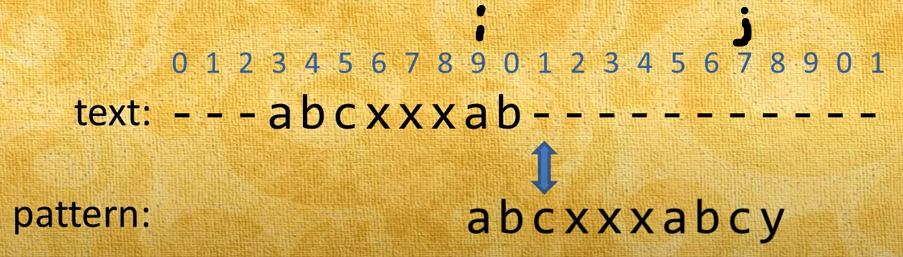 i j
0 1 2 3 4 5 6 7 8 9 0 1 2 3 4 5 6 7 8 9 0 1
text: - - - a b c x x x a b - - - - - - - - - - -
pattern: a b c x x x a b c y